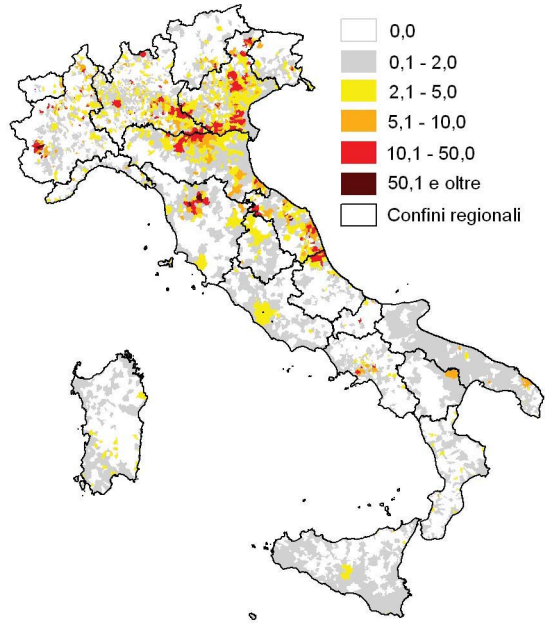 0,0
0,1 - 2,0
2,1 - 5,0
5,1 - 10,0
10,1 - 50,0
50,1 e oltre
Confini regionali